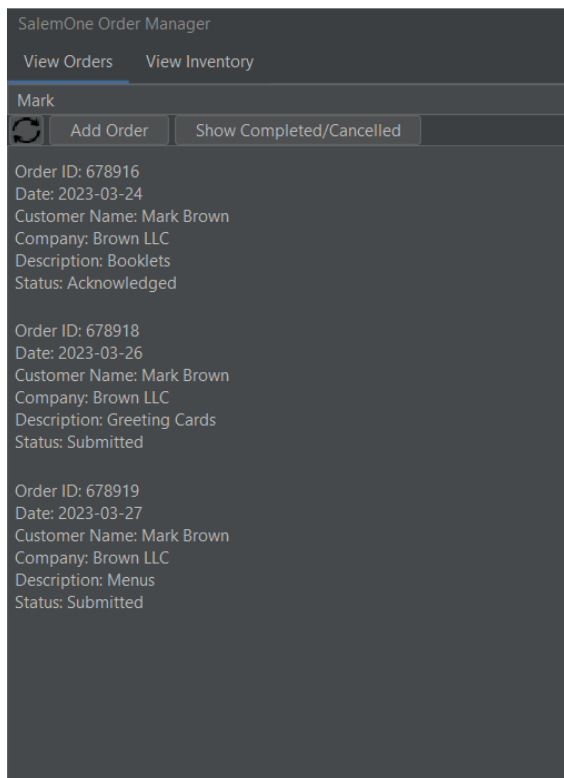 SalemOne Order Manager
View Orders View Inventory
Mark
Add Order Show Completed/Cancelled
Order ID: 678916
Date: 2023-03-24
Customer Name: Mark Brown
Company: Brown LLC
Description: Booklets
Status: Acknowledged
Order ID: 678918
Date: 2023-03-26
Customer Name: Mark Brown
Company: Brown LLC
Description: Greeting Cards
Status: Submitted
Order ID: 678919
Date: 2023-03-27
Customer Name: Mark Brown
Company: Brown LLC
Description: Menus
Status: Submitted